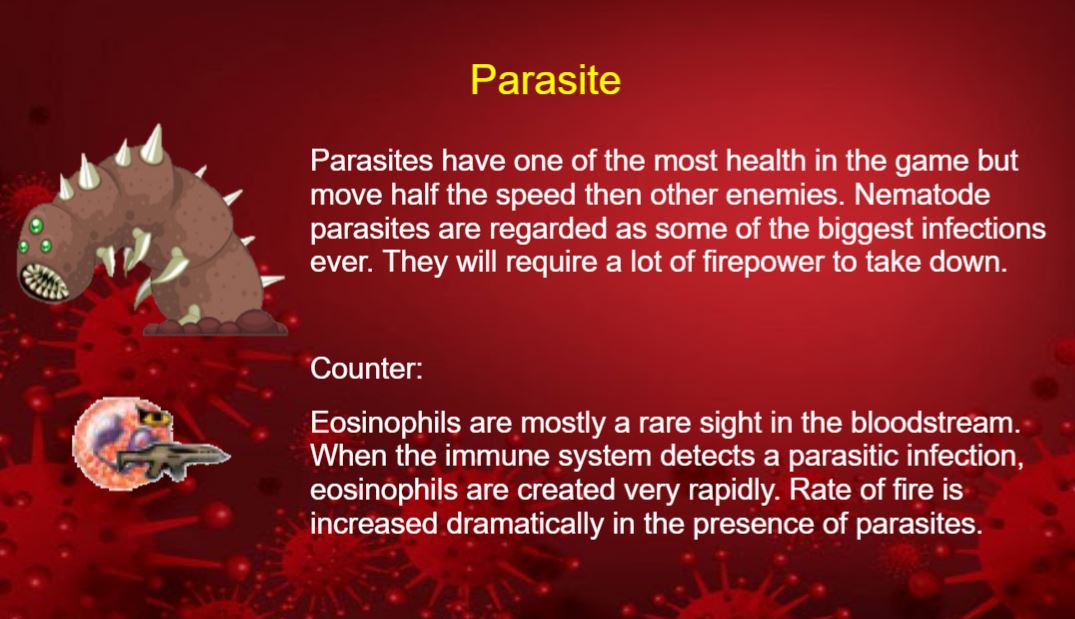 Parasite
Parasites have one of the most health in the game but
move half the speed then other enemies. Nematode
parasites are regarded as some of the biggest infections
ever. They will require a lot of firepower to take down.
Counter:
Eosinophils are mostly a rare sight in the bloodstream.
When the immune system detects a parasitic infection,
eosinophils are created very rapidly. Rate of fire is
increased dramatically in the presence of parasites.